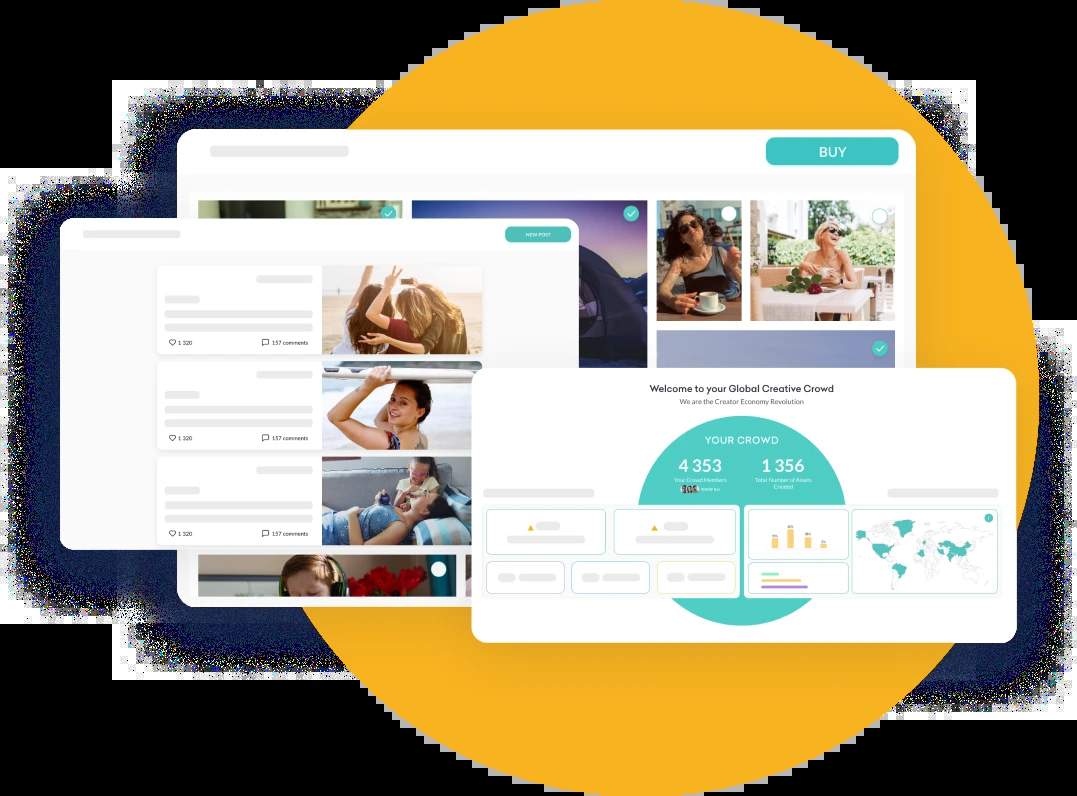 BUY
NEW POST
1 320
157 comments
1 320
157 comments
1 320
157 comments
Welcome to your Global Creative Crowd
We are the Creator Economy Revolution
YOUR CROWD
4 353
1 356
Your Crowd Members
Total Number of Assets
Created